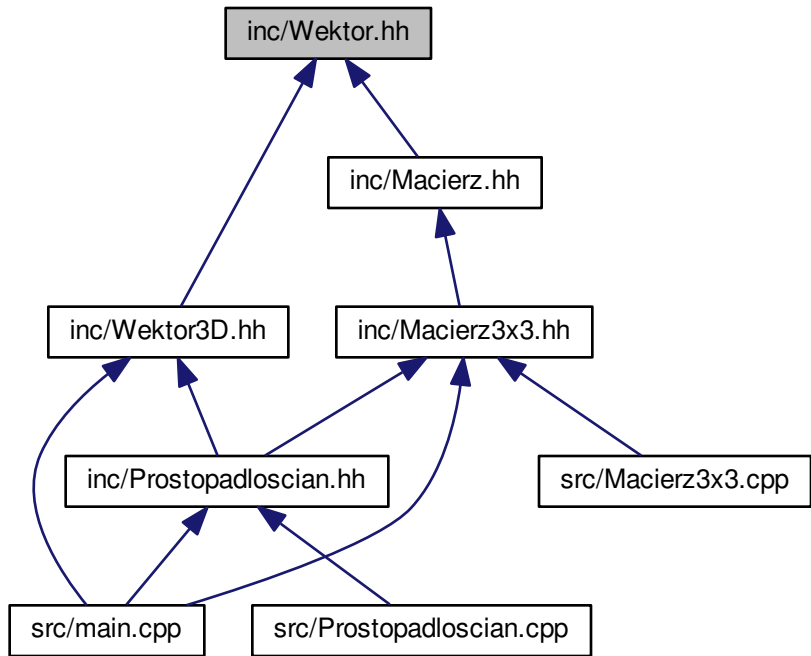 inc/Wektor.hh
inc/Macierz.hh
inc/Wektor3D.hh
inc/Macierz3x3.hh
inc/Prostopadloscian.hh
src/Macierz3x3.cpp
src/main.cpp
src/Prostopadloscian.cpp